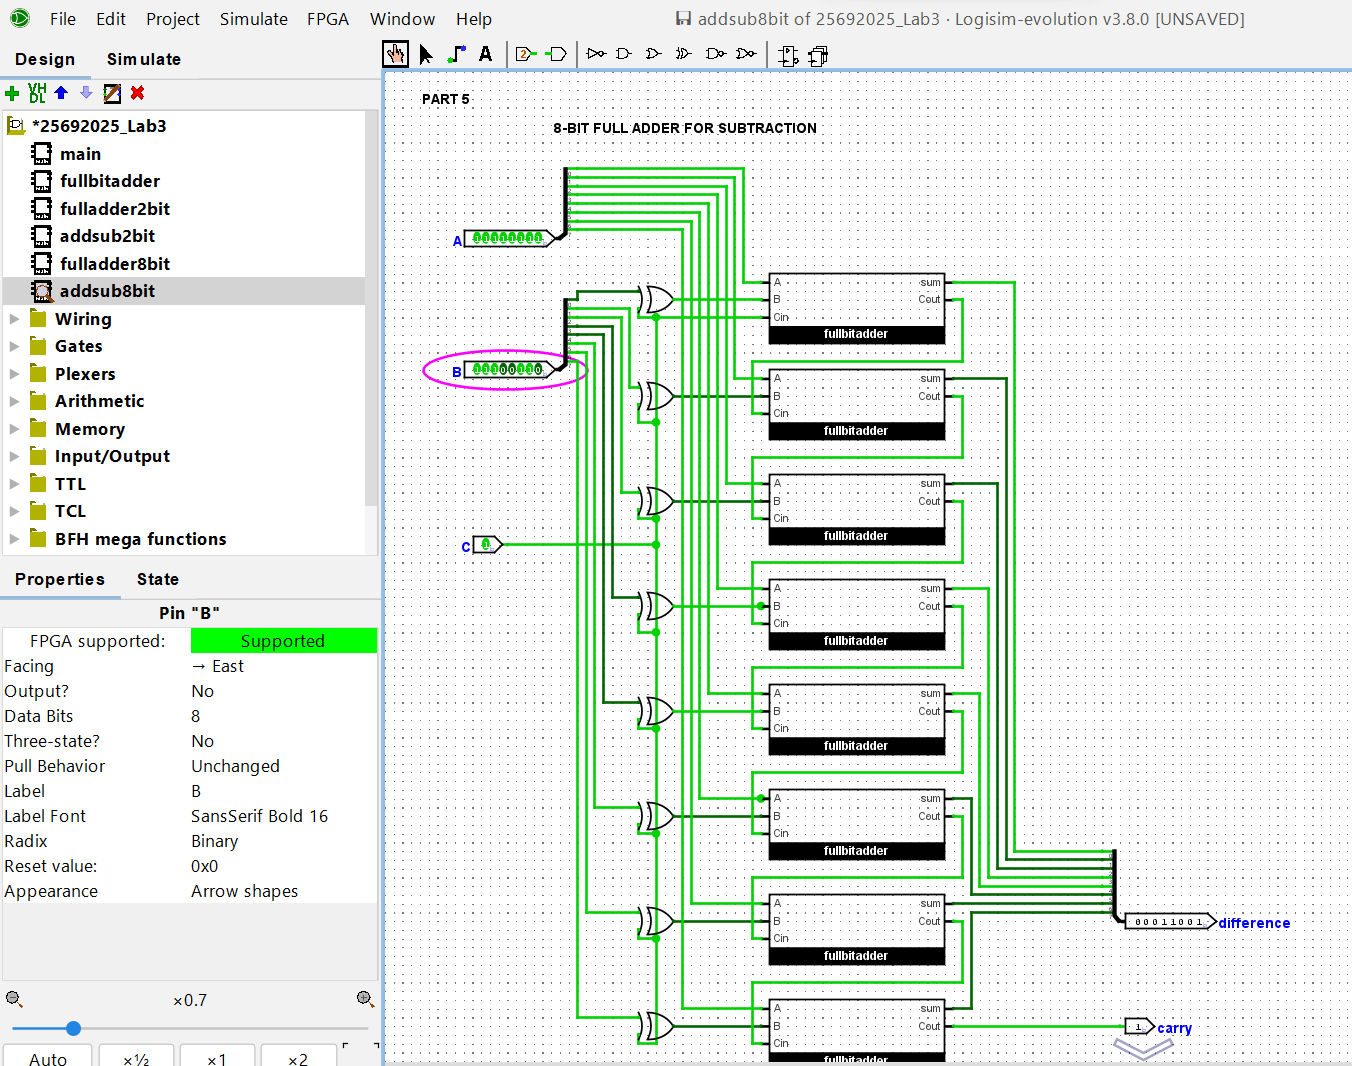 File Edit Project Simulate FPGA Window Help addsub8bit of 25692025_Lab3 · Logisim-evolution v3.8.0 [UNSAVED]
Design Simulate
A 2
VH
DL
*25692025_Lab3
main
fullbitadder
fulladder2bit
addsub2bit
fulladder8bit
addsub8bit
Wiring
Gates
Plexers
Arithmetic
Memory
Input/Output
TTL
TCL
BFH mega functions
Properties State
Pin "B"
FPGA supported: Supported
Facing → East
Output? No
Data Bits 8
Three-state? No
Pull Behavior Unchanged
Label B
Label Font SansSerif Bold 16
Radix Binary
Reset value: 0x0
Appearance Arrow shapes
×0.7
Auto ×½ ×1 ×2
PART 5
8-BIT FULL ADDER FOR SUBTRACTION
A 11111111
B 11100110
C 1
A sum
B Cout
Cin
fullbitadder
A sum
B Cout
Cin
fullbitadder
A sum
B Cout
Cin
fullbitadder
A sum
B Cout
Cin
fullbitadder
A sum
B Cout
Cin
fullbitadder
A sum
B Cout
Cin
fullbitadder
A sum
B Cout
Cin
fullbitadder
A sum
B Cout
Cin
fullbitadder
00011001 difference
1 carry